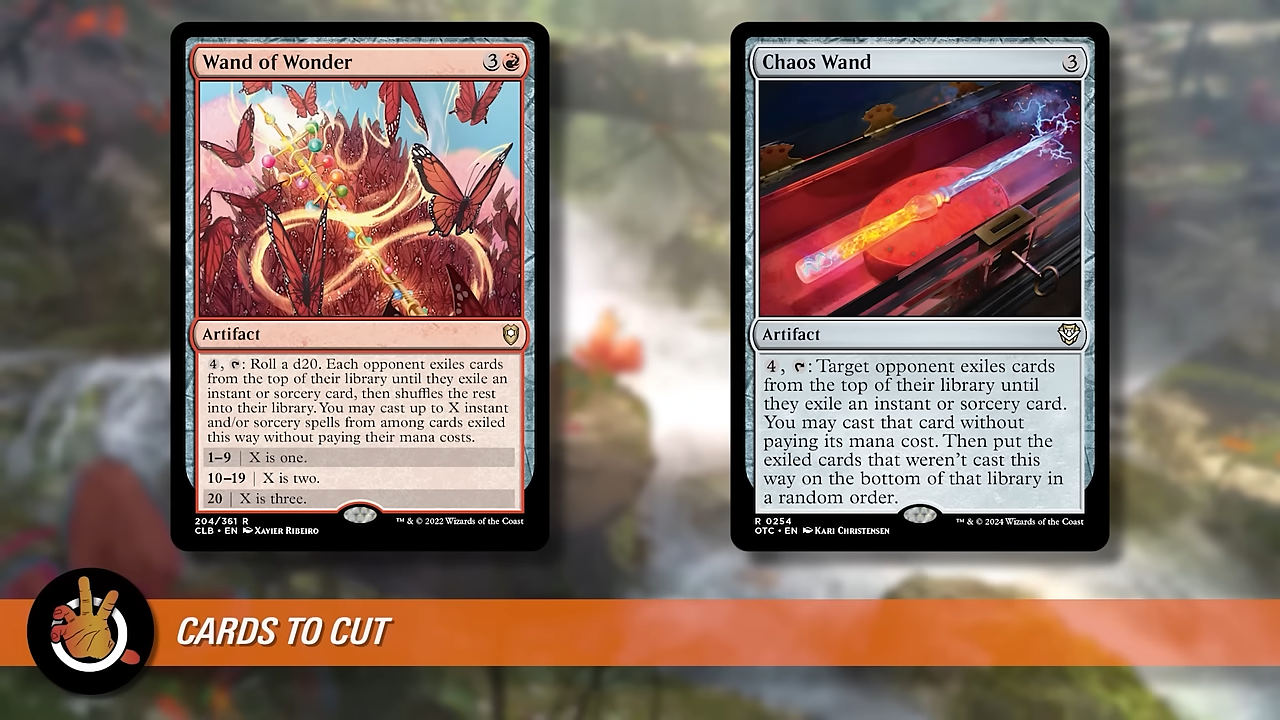 Wand of Wonder 3
Artifact
4, : Roll a d20. Each opponent exiles cards
from the top of their library until they exile an
instant or sorcery card, then shuffles the rest
into their library. You may cast up to X instant
and/or sorcery spells from among cards exiled
this way without paying their mana costs.
1–9 | X is one.
10–19 | X is two.
20 | X is three.
204/361 R
CLB • EN Xavier Ribeiro
™ & © 2022 Wizards of the Coast
Chaos Wand 3
Artifact
4, : Target opponent exiles cards
from the top of their library until
they exile an instant or sorcery card.
You may cast that card without
paying its mana cost. Then put the
exiled cards that weren't cast this
way on the bottom of that library in
a random order.
R 0254
OTC • EN Kari Christensen
™ & © 2024 Wizards of the Coast
CARDS TO CUT